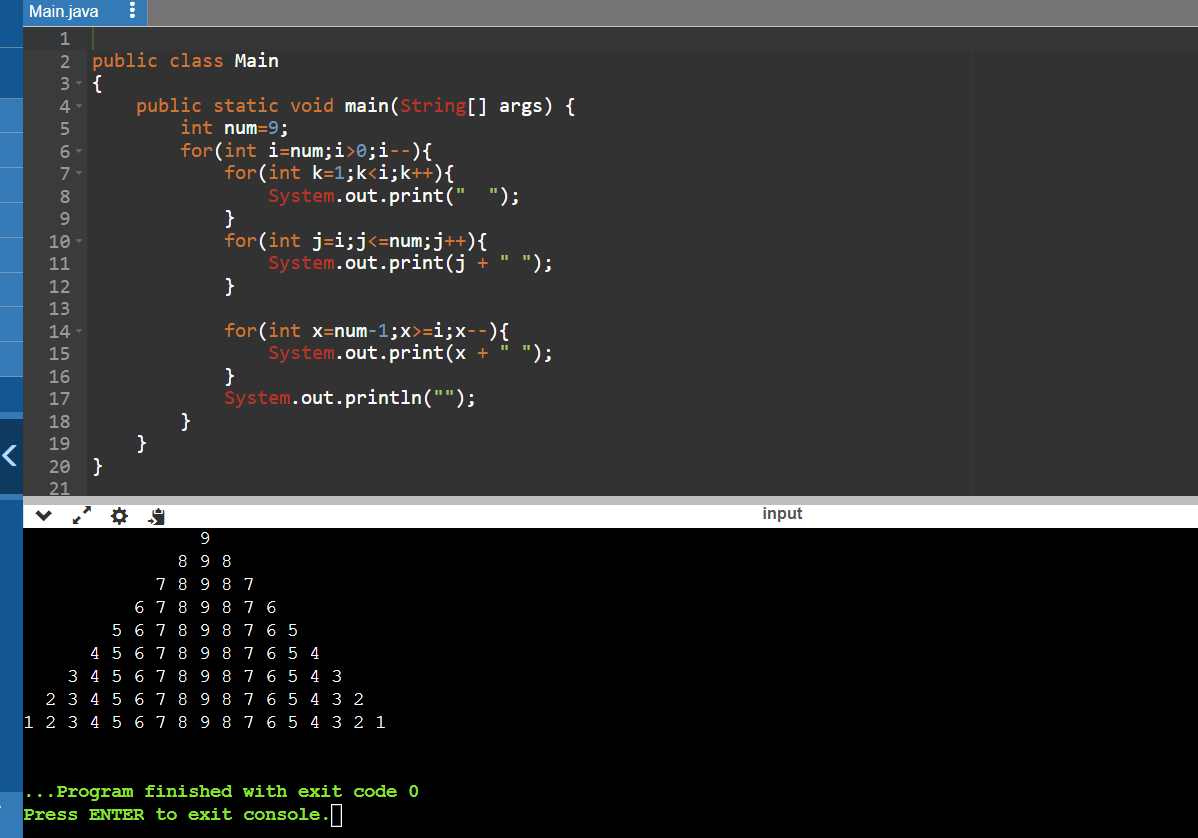 Main.java
1
2 public class Main
3 {
4     public static void main(String[] args) {
5         int num=9;
6         for(int i=num;i>0;i--){
7             for(int k=1;k<i;k++){
8                 System.out.print("  ");
9             }
10             for(int j=i;j<=num;j++){
11                 System.out.print(j + " ");
12             }
13
14             for(int x=num-1;x>=i;x--){
15                 System.out.print(x + " ");
16             }
17             System.out.println("");
18         }
19     }
20 }
21
input
                9
              8 9 8
            7 8 9 8 7
          6 7 8 9 8 7 6
        5 6 7 8 9 8 7 6 5
      4 5 6 7 8 9 8 7 6 5 4
    3 4 5 6 7 8 9 8 7 6 5 4 3
  2 3 4 5 6 7 8 9 8 7 6 5 4 3 2
1 2 3 4 5 6 7 8 9 8 7 6 5 4 3 2 1
...Program finished with exit code 0
Press ENTER to exit console.